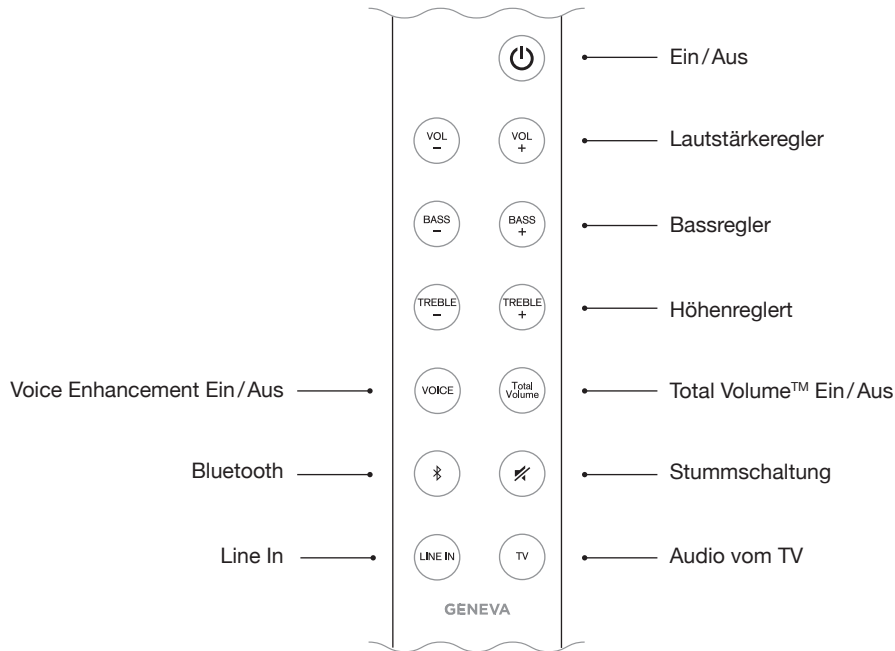 Ein/Aus
VOL
−
VOL
+
Lautstärkeregler
BASS
−
BASS
+
Bassregler
TREBLE
−
TREBLE
+
Höhenreglert
Voice Enhancement Ein/Aus
VOICE
Total
Volume
Total Volume™ Ein/Aus
Bluetooth
Stummschaltung
Line In
LINE IN
TV
Audio vom TV
GENEVA